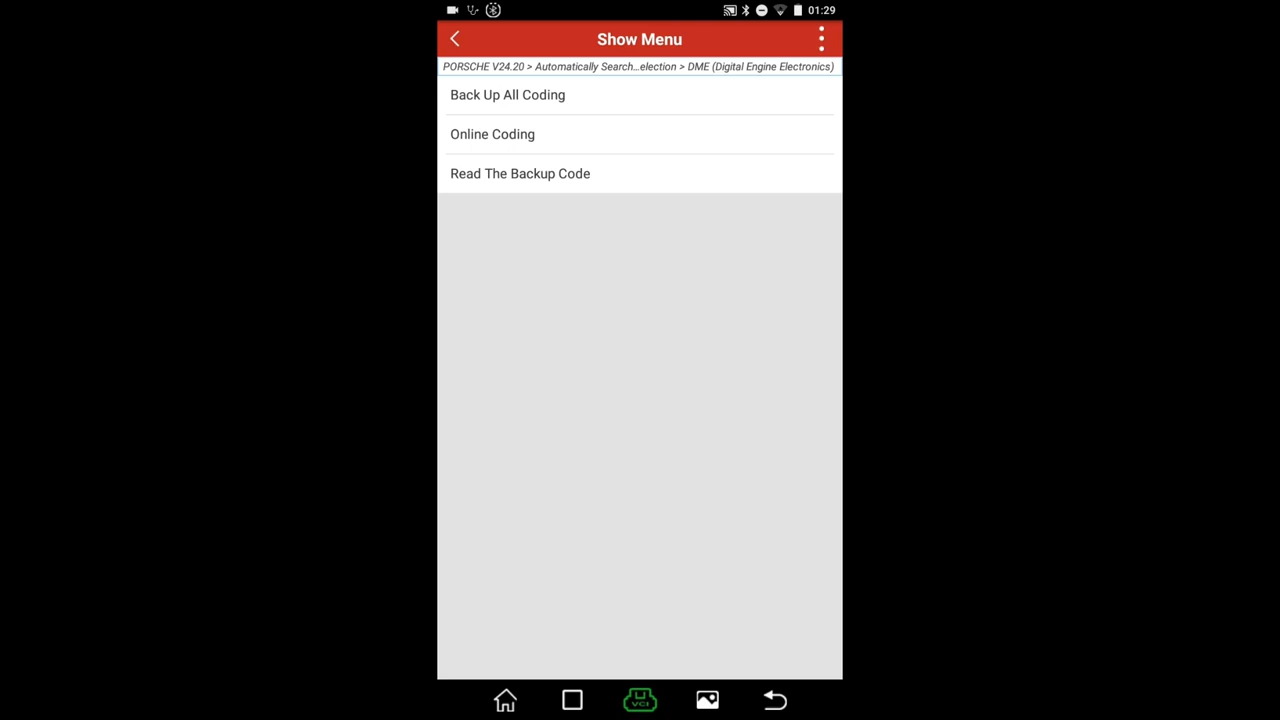 01:29
Show Menu
PORSCHE V24.20 > Automatically Search...election > DME (Digital Engine Electronics)
Back Up All Coding
Online Coding
Read The Backup Code
VCI